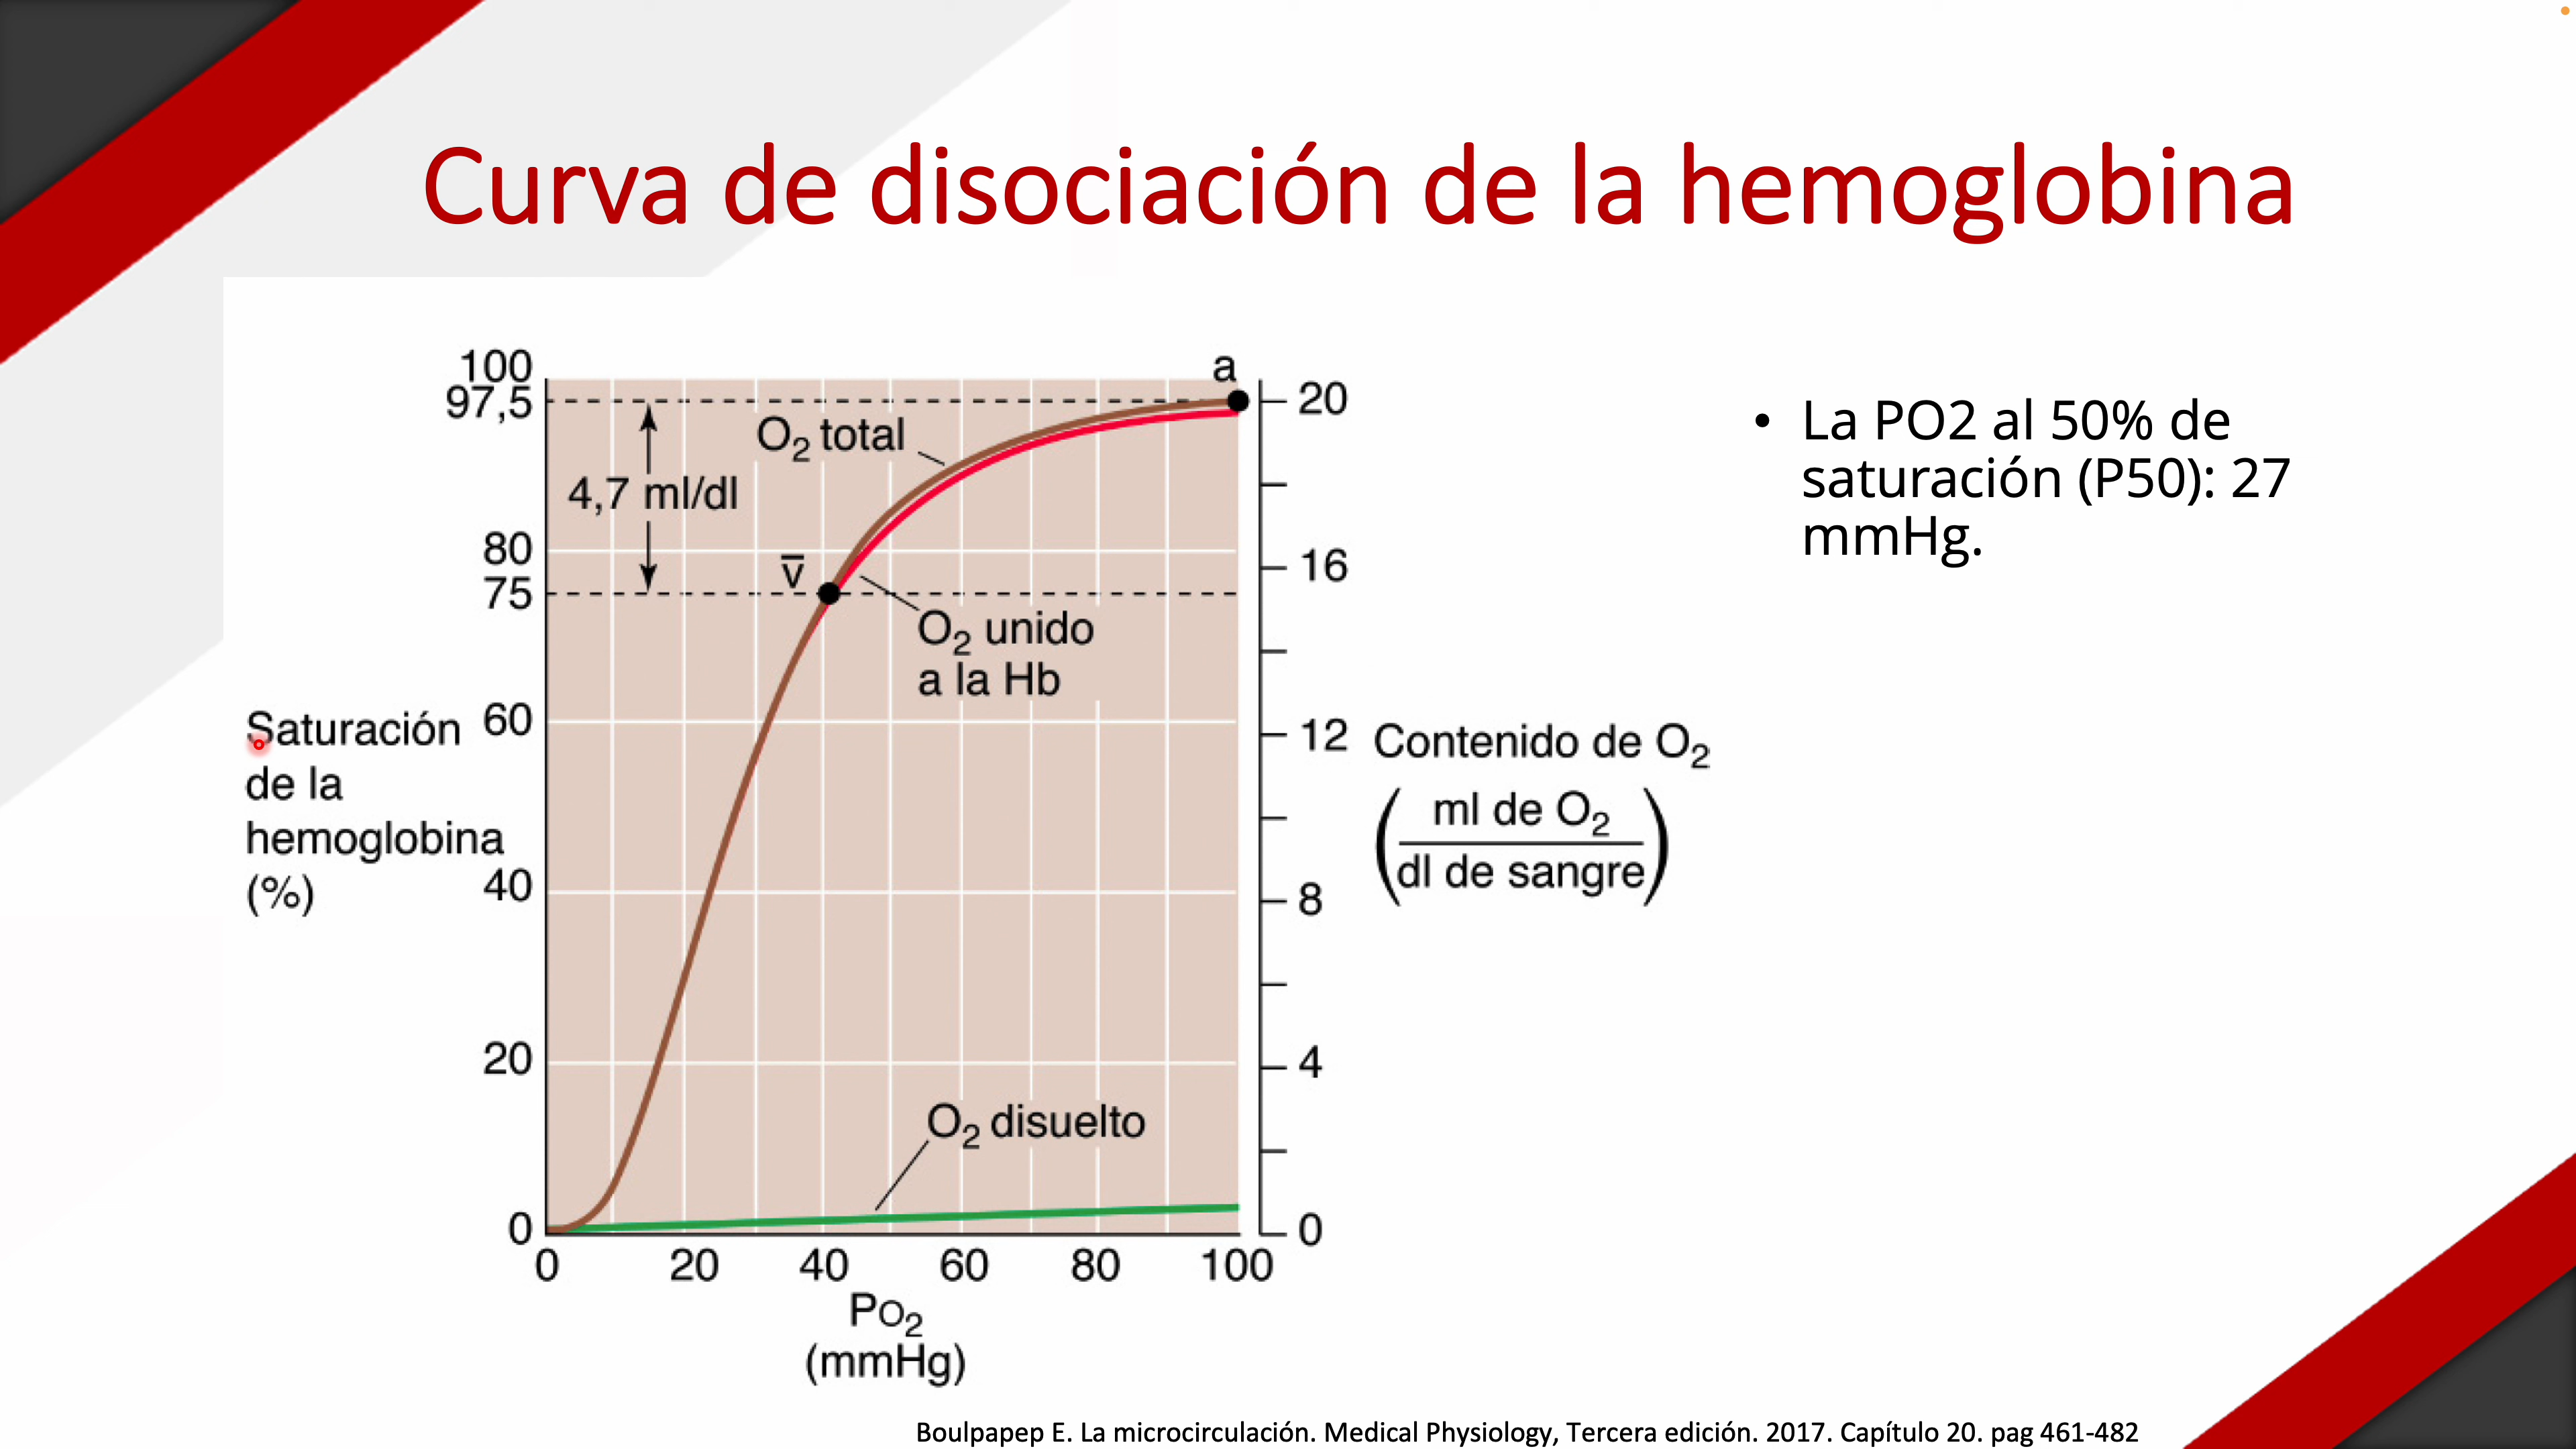 Curva de disociación de la hemoglobina
100
97,5
80
75
60
40
20
0
Saturación
de la
hemoglobina
(%)
4,7 ml/dl
a
O2 total
v̅
O2 unido
a la Hb
O2 disuelto
0 20 40 60 80 100
PO2
(mmHg)
20
16
12
8
4
0
Contenido de O2
ml de O2
dl de sangre
• La PO2 al 50% de
saturación (P50): 27
mmHg.
Boulpapep E. La microcirculación. Medical Physiology, Tercera edición. 2017. Capítulo 20. pag 461-482